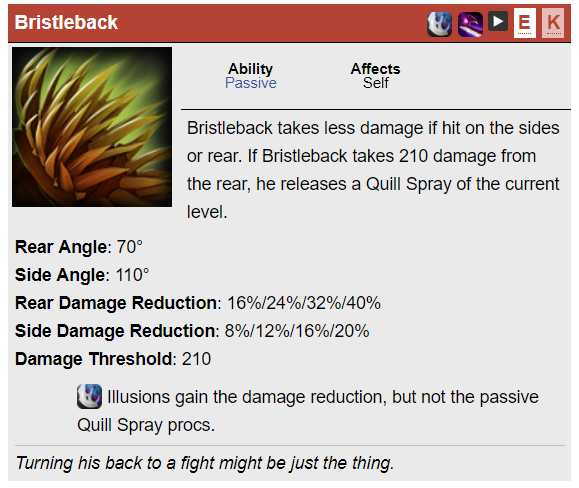 Bristleback E K
Ability Affects
Passive Self
Bristleback takes less damage if hit on the sides
or rear. If Bristleback takes 210 damage from
the rear, he releases a Quill Spray of the current
level.
Rear Angle: 70°
Side Angle: 110°
Rear Damage Reduction: 16%/24%/32%/40%
Side Damage Reduction: 8%/12%/16%/20%
Damage Threshold: 210
Illusions gain the damage reduction, but not the passive
Quill Spray procs.
Turning his back to a fight might be just the thing.